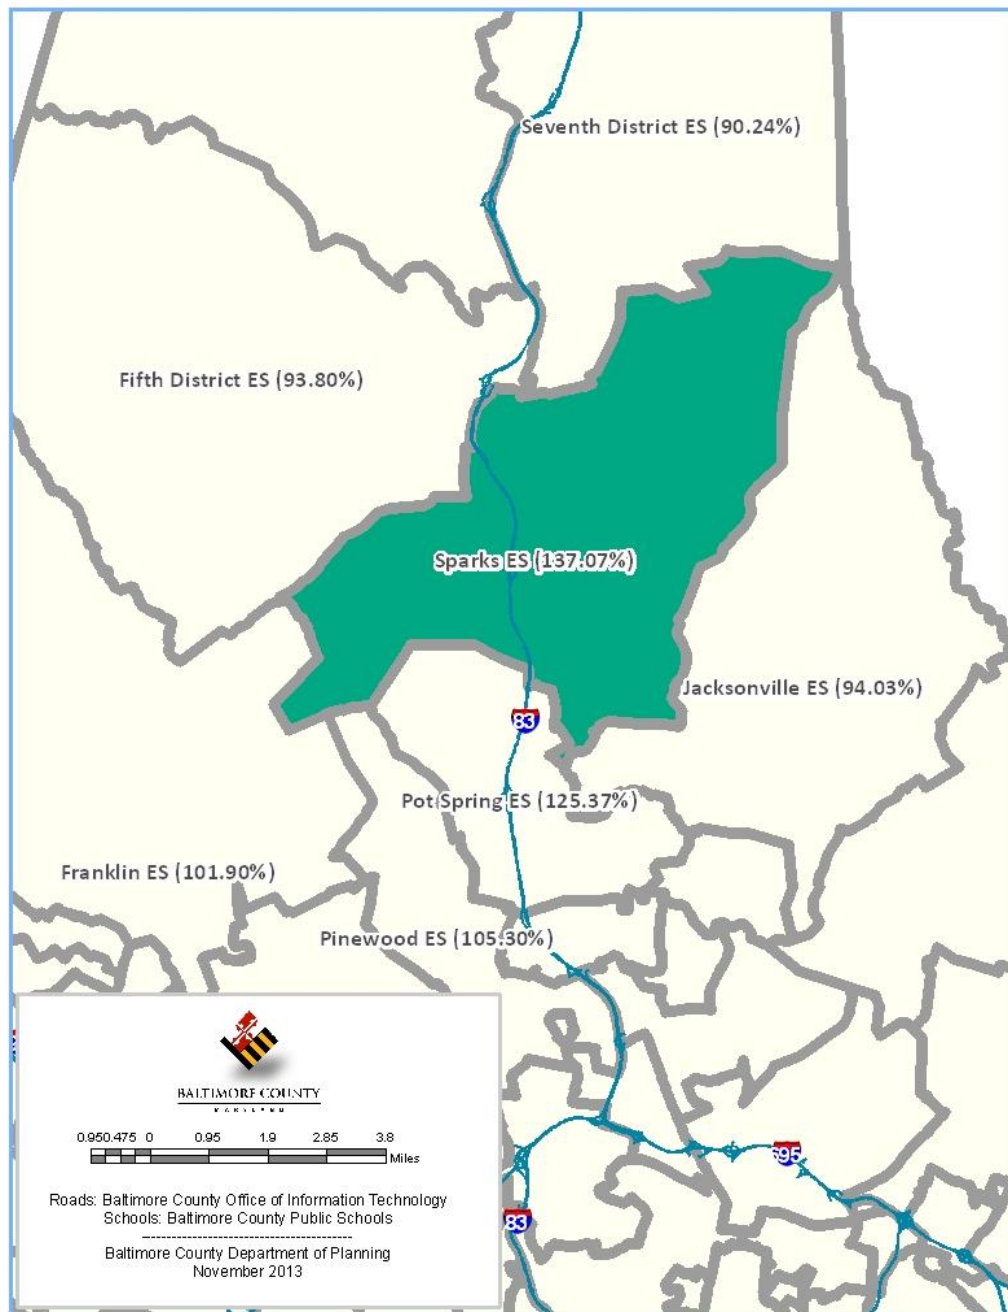 Seventh District ES (90.24%)
Fifth District ES (93.80%)
Sparks ES (137.07%)
Jacksonville ES (94.03%)
83
Pot Spring ES (125.37%)
Franklin ES (101.90%)
Pinewood ES (105.30%)
695
83
BALTIMORE COUNTY
MARYLAND
0.95 0.475 0 0.95 1.9 2.85 3.8
Miles
Roads: Baltimore County Office of Information Technology
Schools: Baltimore County Public Schools
Baltimore County Department of Planning
November 2013